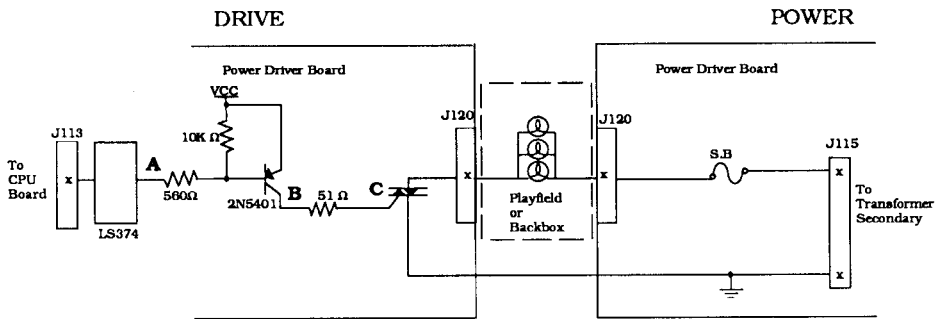 DRIVE
POWER
Power Driver Board
Power Driver Board
VCC
J120
J120
J113
10K Ω
J115
S.B
To
CPU
Board
x
A
x
x
x
560Ω
2N5401
B
51 Ω
C
LS374
Playfield
or
Backbox
To
Transformer
Secondary
x